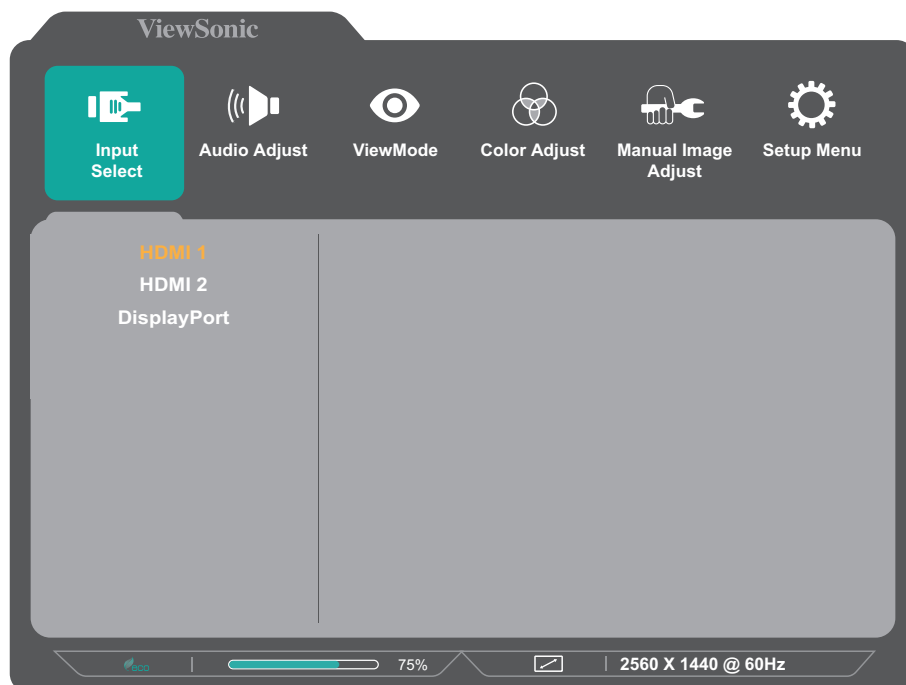 ViewSonic
Input
Select
Audio Adjust
ViewMode
Color Adjust
Manual Image
Adjust
Setup Menu
HDMI 1
HDMI 2
DisplayPort
eco
75%
2560 X 1440 @ 60Hz